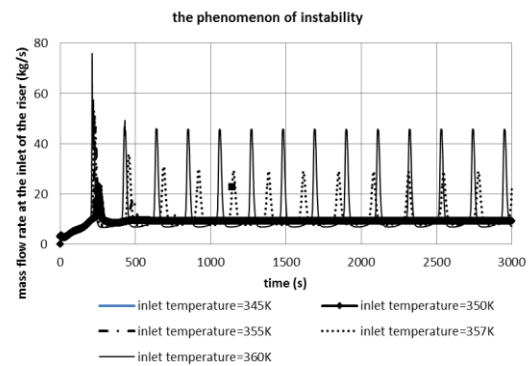 the phenomenon of instability
mass flow rate at the inlet of the riser (kg/s)
80
60
40
20
0
0 500 1000 1500 2000 2500 3000
time (s)
inlet temperature=345K inlet temperature=350K
inlet temperature=355K inlet temperature=357K
inlet temperature=360K